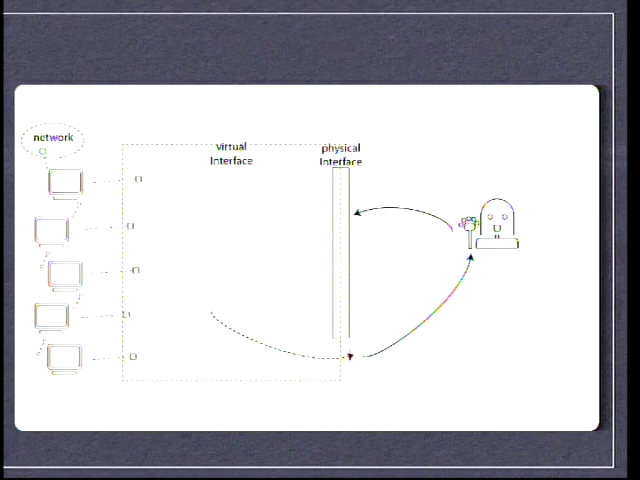 network
virtual
Interface
physical
Interface